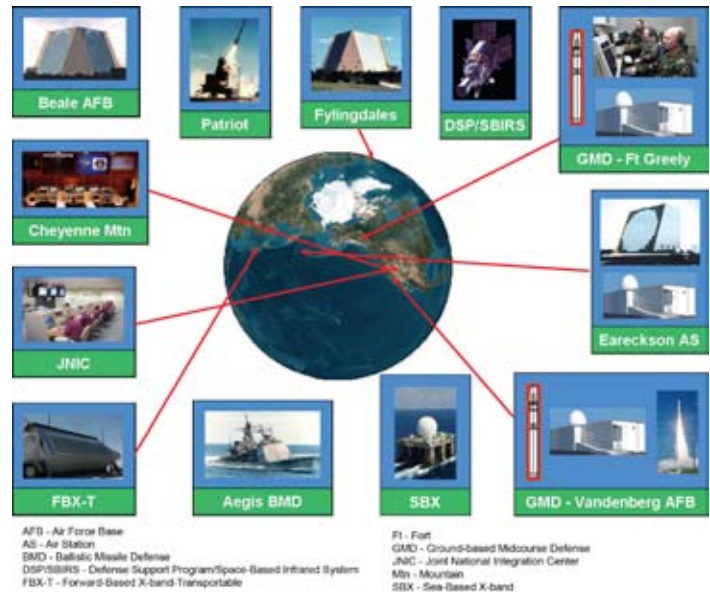 Beale AFB
Patriot
Fylingdales
DSP/SBIRS
GMD - Ft Greely
Cheyenne Mtn
JNIC
Eareckson AS
FBX-T
Aegis BMD
SBX
GMD - Vandenberg AFB
AFB - Air Force Base
AS - Air Station
BMD - Ballistic Missile Defense
DSP/SBIRS - Defense Support Program/Space-Based Infrared System
FBX-T - Forward-Based X-band-Transportable
Ft - Fort
GMD - Ground-based Midcourse Defense
JNIC - Joint National Integration Center
Mtn - Mountain
SBX - Sea-Based X-band